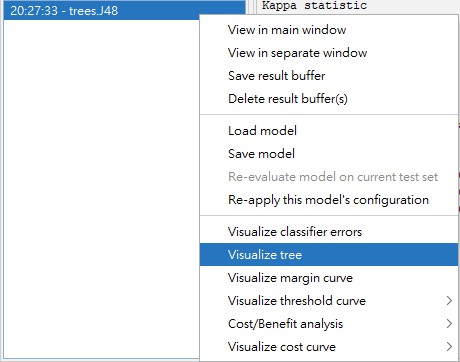 20:27:33 - trees.J48
Kappa statistic
View in main window
View in separate window
Save result buffer
Delete result buffer(s)
Load model
Save model
Re-evaluate model on current test set
Re-apply this model's configuration
Visualize classifier errors
Visualize tree
Visualize margin curve
Visualize threshold curve
Cost/Benefit analysis
Visualize cost curve